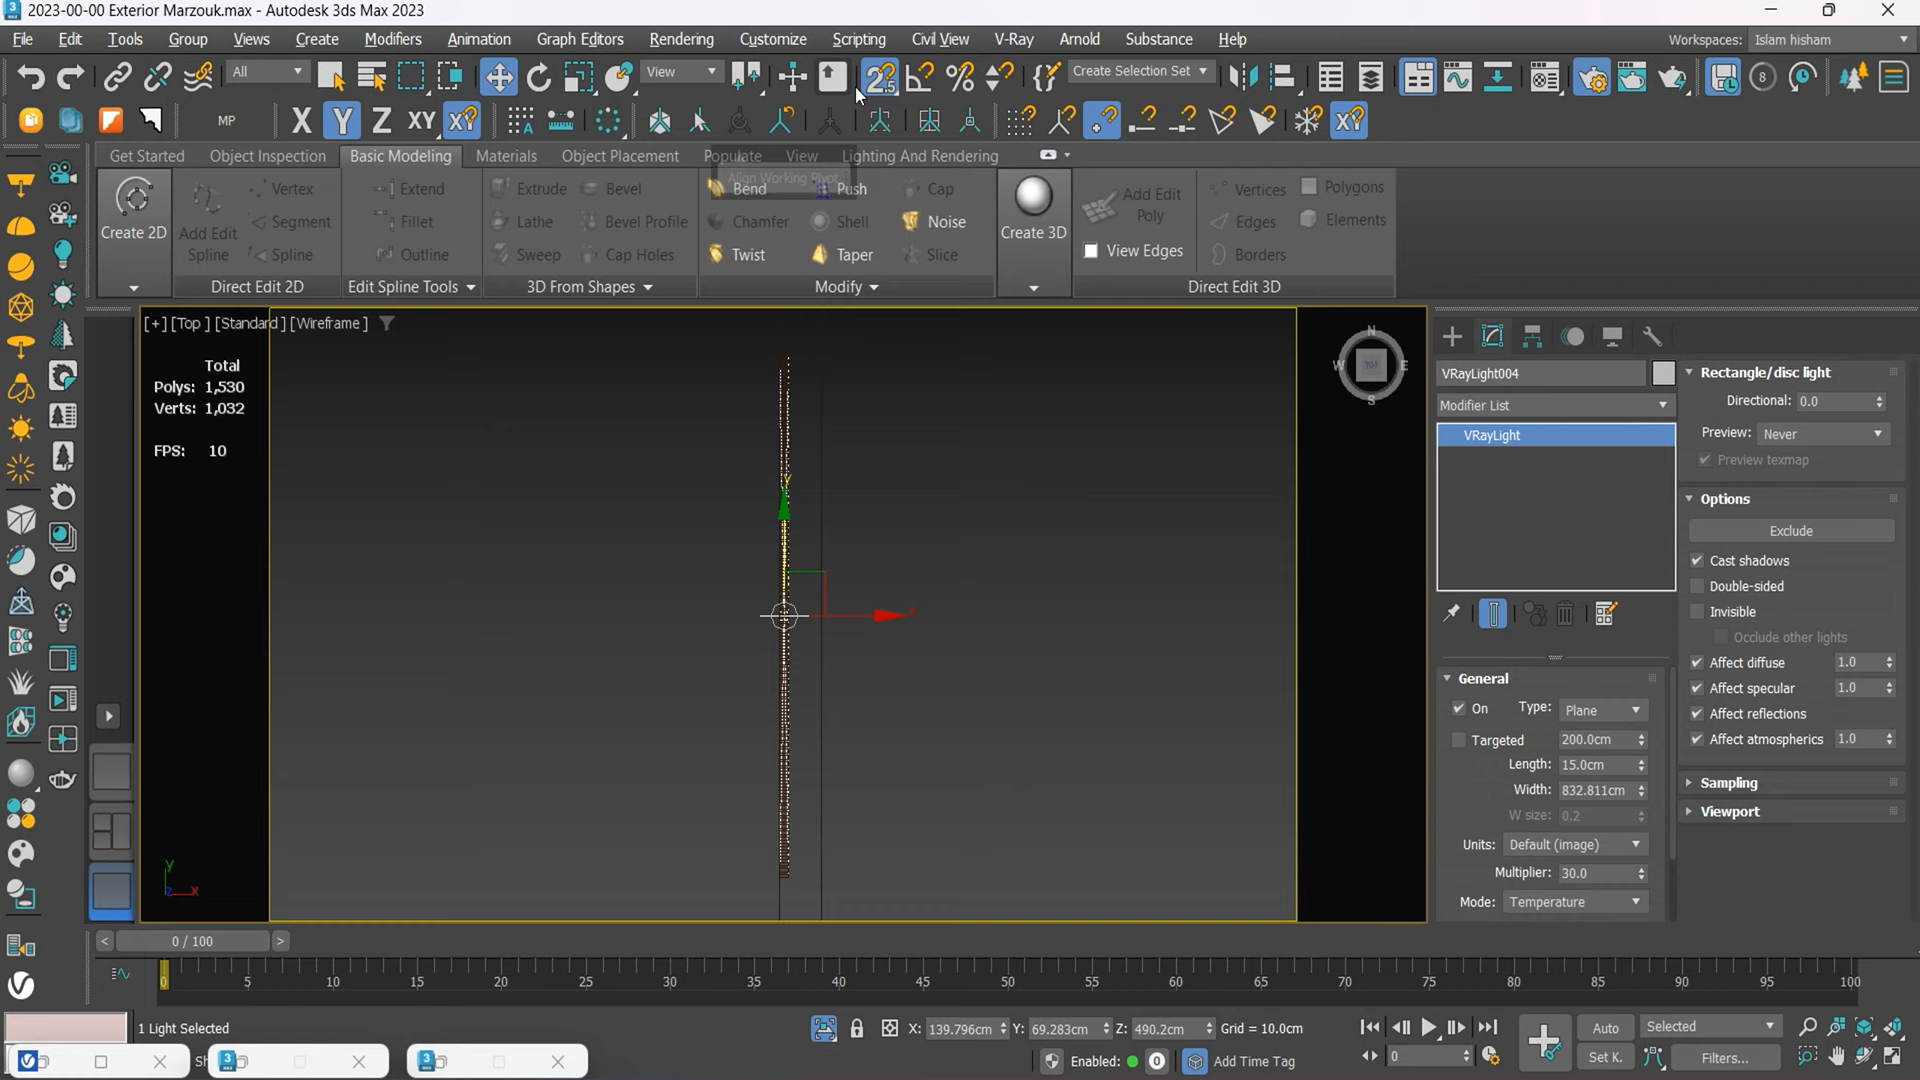 2023-00-00 Exterior Marzouk.max - Autodesk 3ds Max 2023
File Edit Tools Group Views Create Modifiers Animation Graph Editors Rendering Customize Scripting Civil View V-Ray Arnold Substance Help Workspaces: Islam hisham
All View Create Selection Set 8
MP X Y Z XY XY XY
Get Started Object Inspection Basic Modeling Materials Object Placement Populate View Lighting And Rendering
Align Working Pivot
Vertex Extend Extrude Bevel Bend Push Cap Vertices Polygons
Create 2D Add Edit Spline Segment Fillet Lathe Bevel Profile Chamfer Shell Noise Create 3D Add Edit Poly Edges Elements
Spline Outline Sweep Cap Holes Twist Taper Slice View Edges Borders
Direct Edit 2D Edit Spline Tools 3D From Shapes Modify Direct Edit 3D
[+] [Top ] [Standard ] [Wireframe ]
Total
Polys: 1,530
Verts: 1,032
FPS: 10
N
W TOP E
S
y
x
y
z x
VRayLight004
Modifier List
VRayLight
General
On Type: Plane
Targeted 200.0cm
Length: 15.0cm
Width: 832.811cm
W size: 0.2
Units: Default (image)
Multiplier: 30.0
Mode: Temperature
Rectangle/disc light
Directional: 0.0
Preview: Never
Preview texmap
Options
Exclude
Cast shadows
Double-sided
Invisible
Occlude other lights
Affect diffuse 1.0
Affect specular 1.0
Affect reflections
Affect atmospherics 1.0
Sampling
Viewport
< 0 / 100 >
0 5 10 15 20 25 30 35 40 45 50 55 60 65 70 75 80 85 90 95 100
1 Light Selected X: 139.796cm Y: 69.283cm Z: 490.2cm Grid = 10.0cm Auto Selected
Enabled: 0 Add Time Tag 0 Set K. Filters...